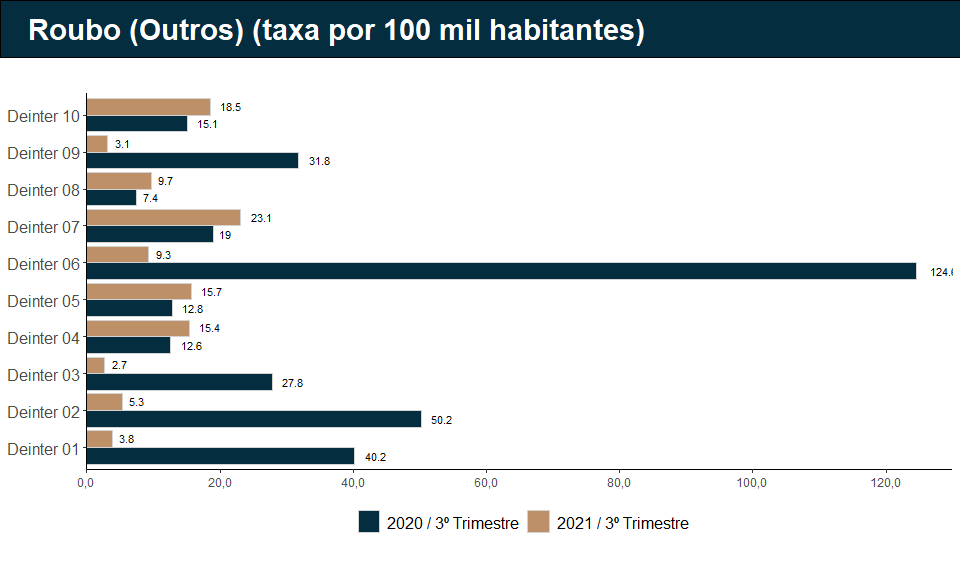 Roubo (Outros) (taxa por 100 mil habitantes)
Deinter 10
18.5
15.1
Deinter 09
3.1
31.8
Deinter 08
9.7
7.4
Deinter 07
23.1
19
Deinter 06
9.3
124.6
Deinter 05
15.7
12.8
Deinter 04
15.4
12.6
Deinter 03
2.7
27.8
Deinter 02
5.3
50.2
Deinter 01
3.8
40.2
0,0 20,0 40,0 60,0 80,0 100,0 120,0
2020 / 3º Trimestre 2021 / 3º Trimestre